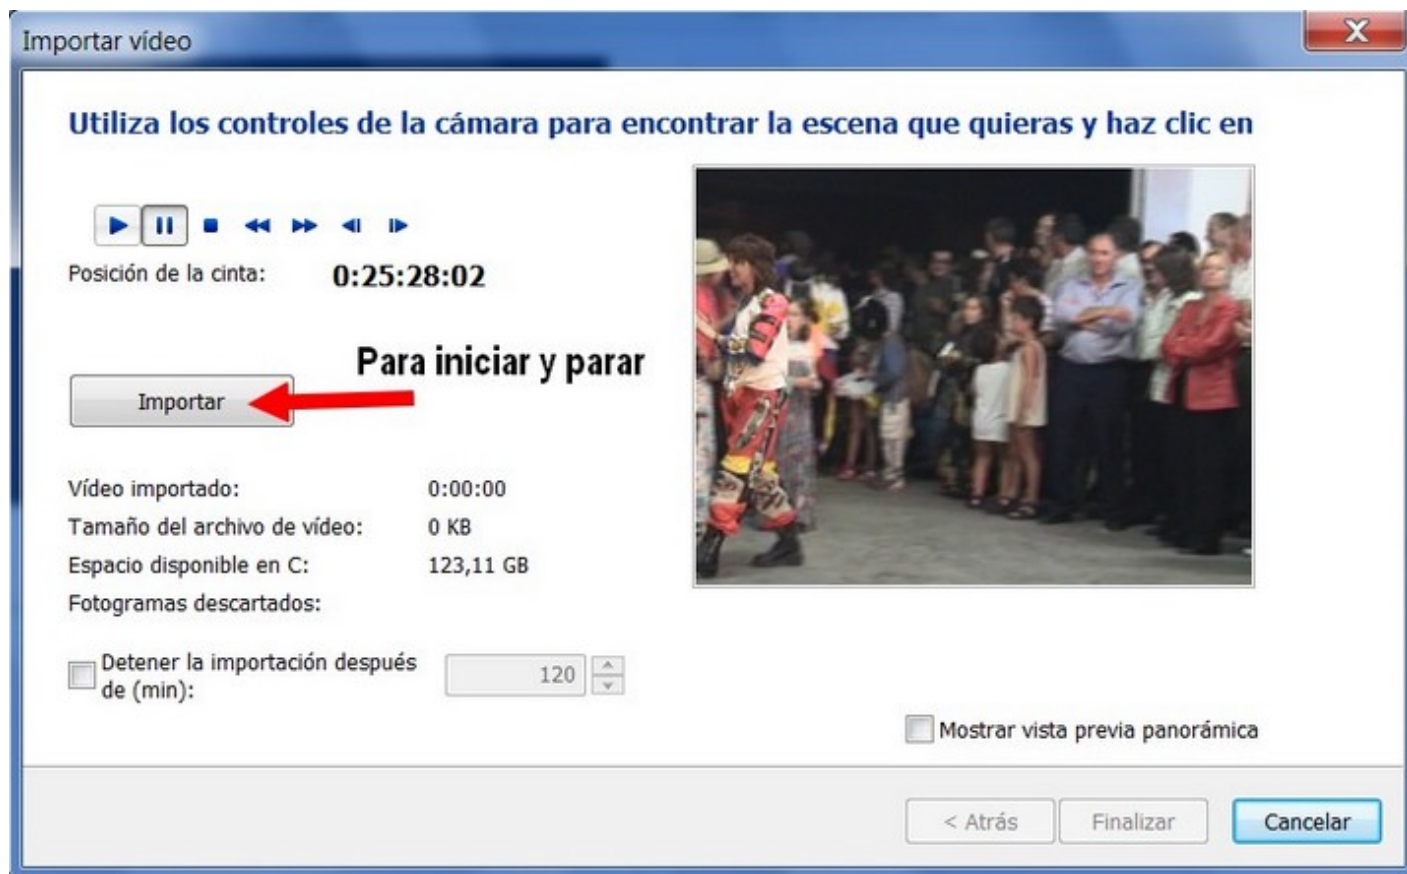 Importar vídeo
Utiliza los controles de la cámara para encontrar la escena que quieras y haz clic en
Posición de la cinta: 0:25:28:02
Para iniciar y parar
Importar
Vídeo importado: 0:00:00
Tamaño del archivo de vídeo: 0 KB
Espacio disponible en C: 123,11 GB
Fotogramas descartados:
Detener la importación después
de (min): 120
Mostrar vista previa panorámica
< Atrás Finalizar Cancelar